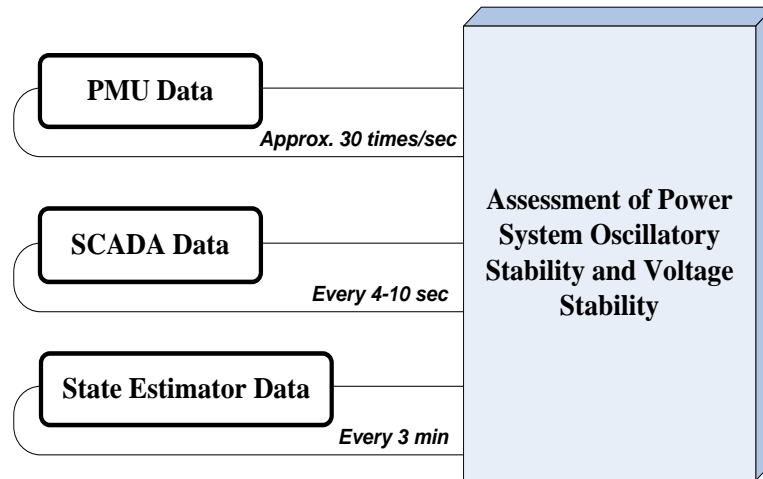 PMU Data
Approx. 30 times/sec
SCADA Data
Every 4-10 sec
State Estimator Data
Every 3 min
Assessment of Power
System Oscillatory
Stability and Voltage
Stability